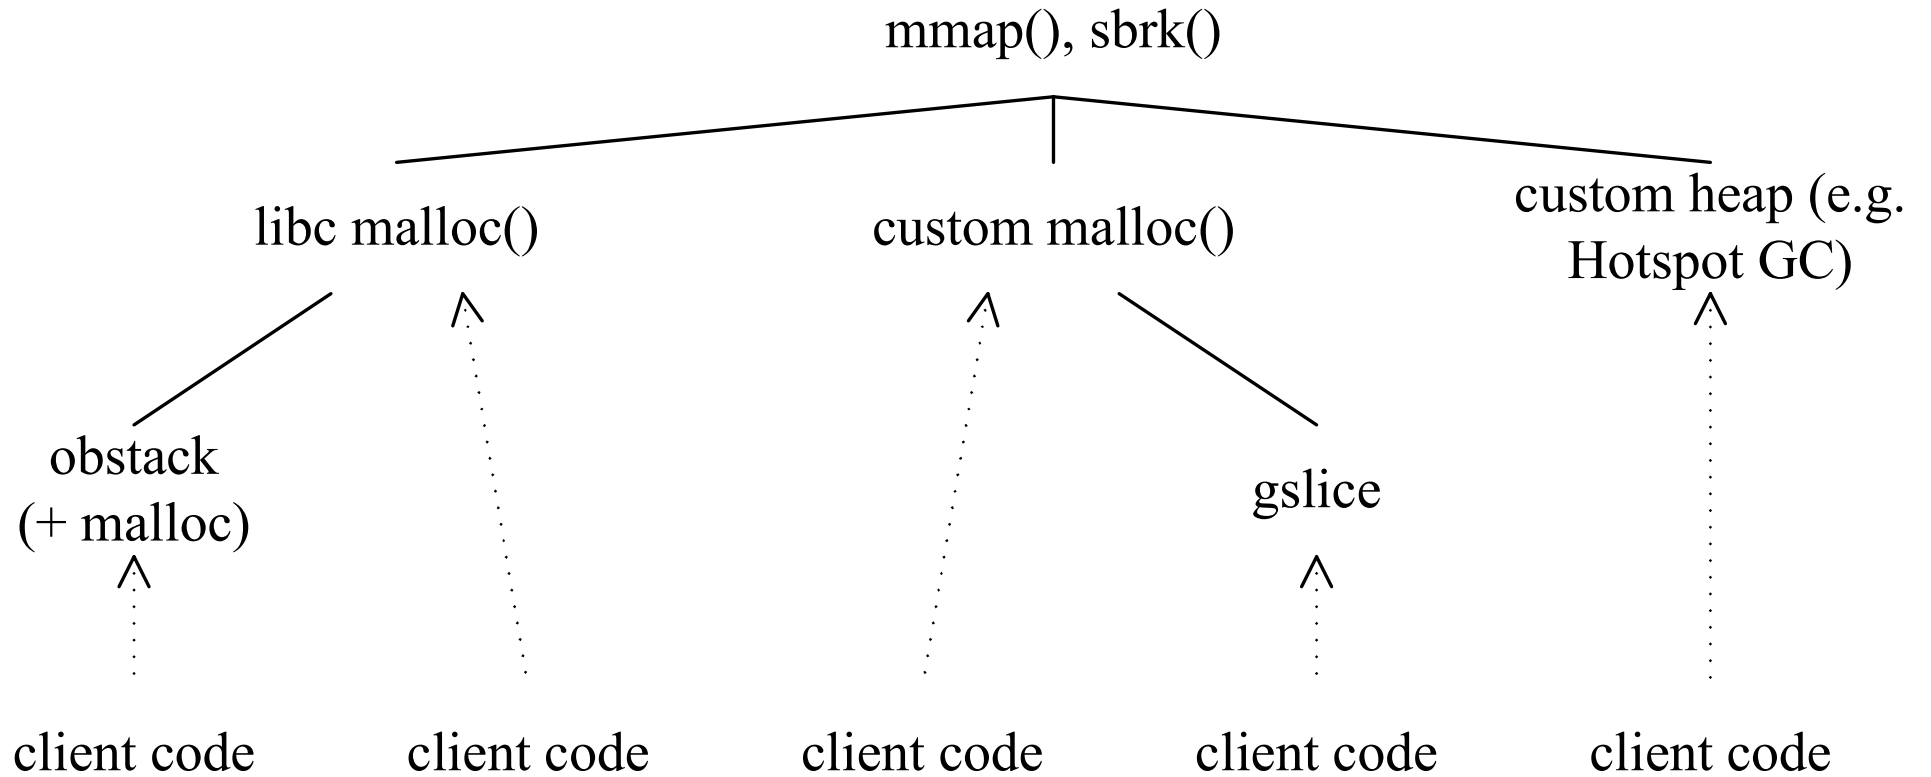 mmap(), sbrk()
libc malloc()
custom malloc()
custom heap (e.g.
Hotspot GC)
obstack
(+ malloc)
gslice
client code
client code
client code
client code
client code